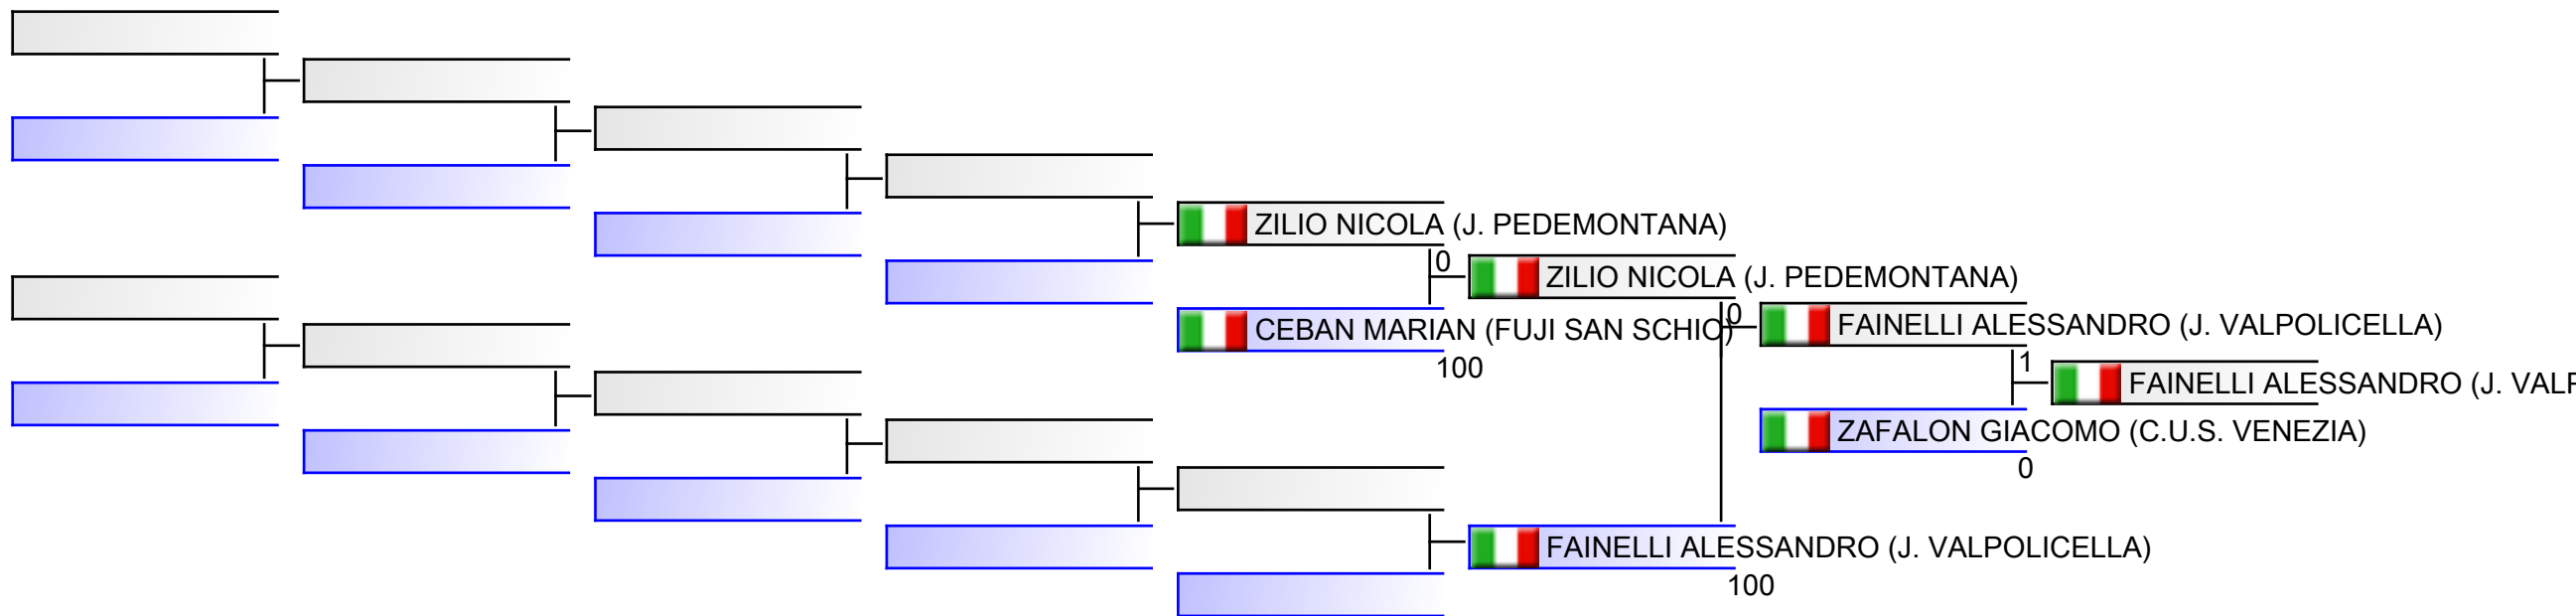 ZILIO NICOLA (J. PEDEMONTANA)
0
ZILIO NICOLA (J. PEDEMONTANA)
CEBAN MARIAN (FUJI SAN SCHIO)
100
0
FAINELLI ALESSANDRO (J. VALPOLICELLA)
1
FAINELLI ALESSANDRO (J.
ZAFALON GIACOMO (C.U.S. VENEZIA)
0
FAINELLI ALESSANDRO (J. VALPOLICELLA)
100